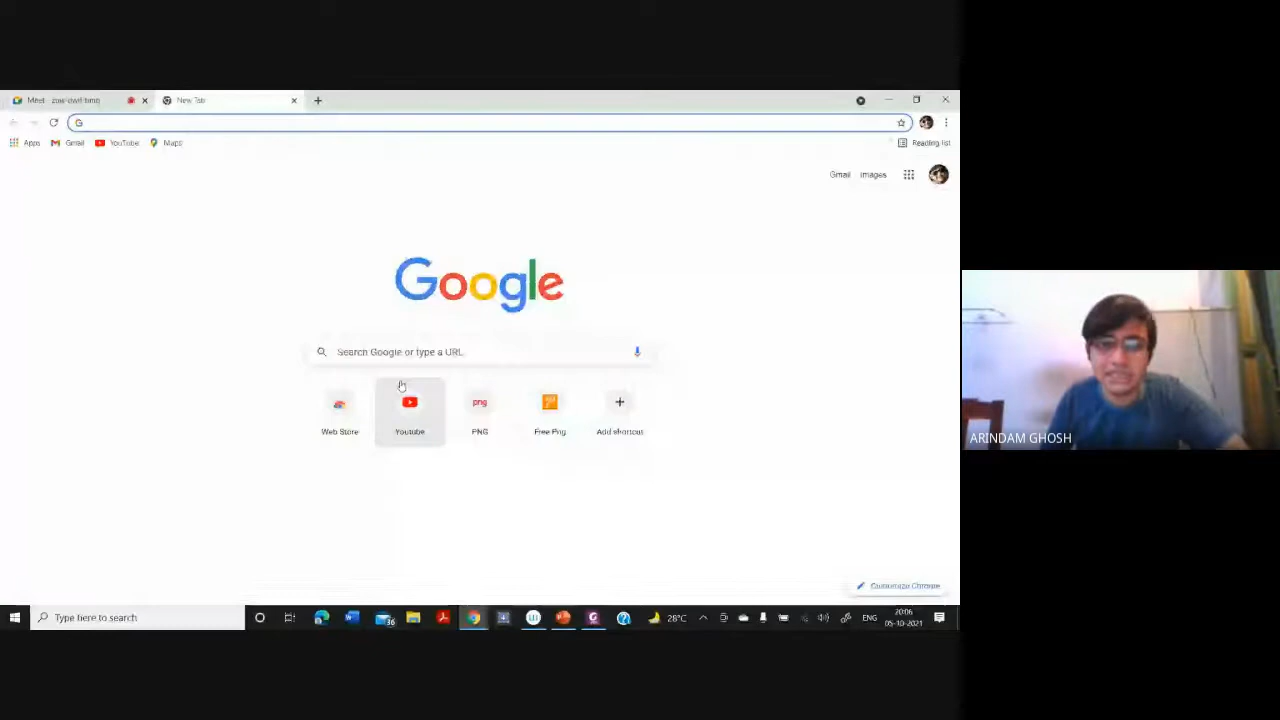 New Tab
Apps Gmail YouTube Maps Reading list
Gmail Images
Google
Search Google or type a URL
png
Web Store Youtube PNG Free Png Add shortcut
Customize Chrome
ARINDAM GHOSH
Type here to search 36 28°C ENG 20:06
05-10-2021